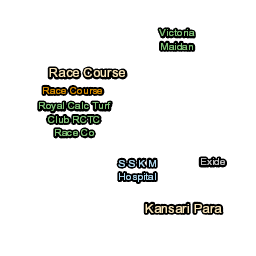 Victoria
Maidan
Race Course
Race Course
Royal Calc Turf
Club RCTC
Race Co
S S K M
Hospital
Exide
Kansari Para